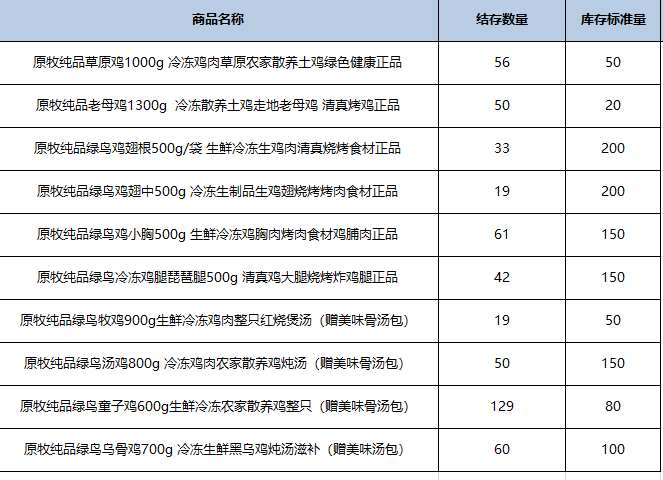 商品名称 结存数量 库存标准量
原牧纯品草原鸡1000g 冷冻鸡肉草原农家散养土鸡绿色健康正品 56 50
原牧纯品老母鸡1300g  冷冻散养土鸡走地老母鸡 清真烤鸡正品 50 20
原牧纯品绿鸟鸡翅根500g/袋 生鲜冷冻生鸡肉清真烧烤食材正品 33 200
原牧纯品绿鸟鸡翅中500g 冷冻生制品生鸡翅烧烤烤肉食材正品 19 200
原牧纯品绿鸟鸡小胸500g 生鲜冷冻鸡胸肉烤肉食材鸡脯肉正品 61 150
原牧纯品绿鸟冷冻鸡腿琵琶腿500g 清真鸡大腿烧烤炸鸡腿正品 42 150
原牧纯品绿鸟牧鸡900g生鲜冷冻鸡肉整只红烧煲汤（赠美味骨汤包） 19 50
原牧纯品绿鸟汤鸡800g 冷冻鸡肉农家散养鸡炖汤（赠美味骨汤包） 50 150
原牧纯品绿鸟童子鸡600g生鲜冷冻农家散养鸡整只（赠美味骨汤包） 129 80
原牧纯品绿鸟乌骨鸡700g 冷冻生鲜黑乌鸡炖汤滋补（赠美味汤包） 60 100